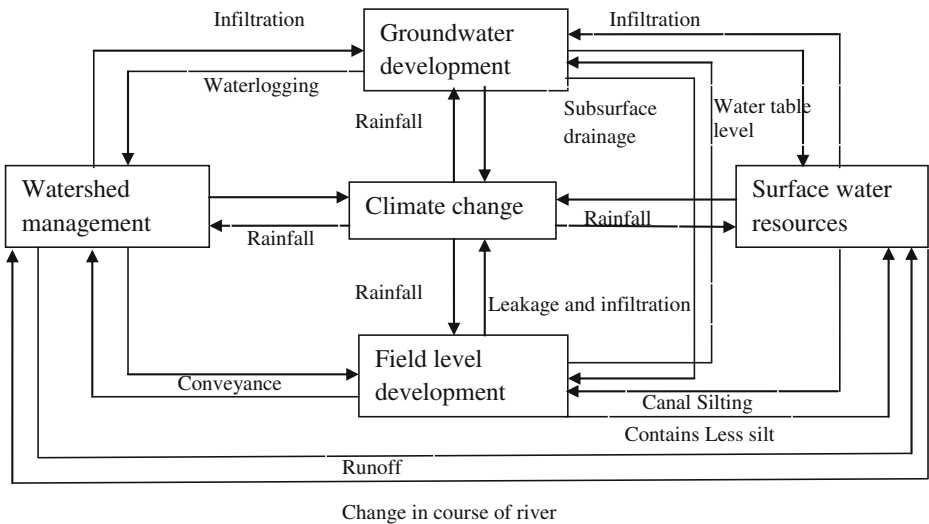 Infiltration
Groundwater
development
Infiltration
Waterlogging
Rainfall
Subsurface
drainage
Water table
level
Watershed
management
Climate change
Surface water
resources
Rainfall
Rainfall
Rainfall
Leakage and infiltration
Field level
development
Conveyance
Canal Silting
Contains Less silt
Runoff
Change in course of river